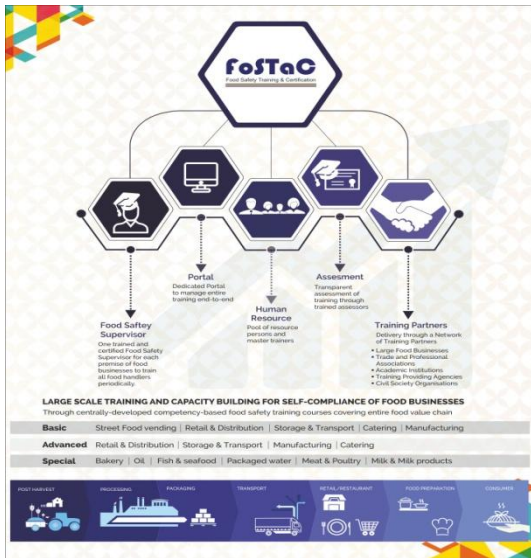 FoSTaC
Food Safety Training & Certification
Portal
Dedicated Portal
to manage entire
training end-to-end
Assesment
Transparent
assessment of
training through
trained assessors
Human
Resource
Pool of resource
persons and
master trainers
Food Saftey
Supervisor
One trained and
certified Food Safety
Supervisor for each
premise of food
businesses to train
all food handlers
periodically.
Training Partners
Delivery through a Network
of Training Partners
• Large Food Businesses
• Trade and Professional
Associations
• Academic Institutions
• Training Providing Agencies
• Civil Society Organisations
LARGE SCALE TRAINING AND CAPACITY BUILDING FOR SELF-COMPLIANCE OF FOOD BUSINESSES
Through centrally-developed competency-based food safety training courses covering entire food value chain
Basic Street Food vending | Retail & Distribution | Storage & Transport | Catering | Manufacturing
Advanced Retail & Distribution | Storage & Transport | Manufacturing | Catering
Special Bakery | Oil | Fish & seafood | Packaged water | Meat & Poultry | Milk & Milk products
POST HARVEST PROCESSING PACKAGING TRANSPORT RETAIL/RESTAURANT FOOD PREPARATION CONSUMER